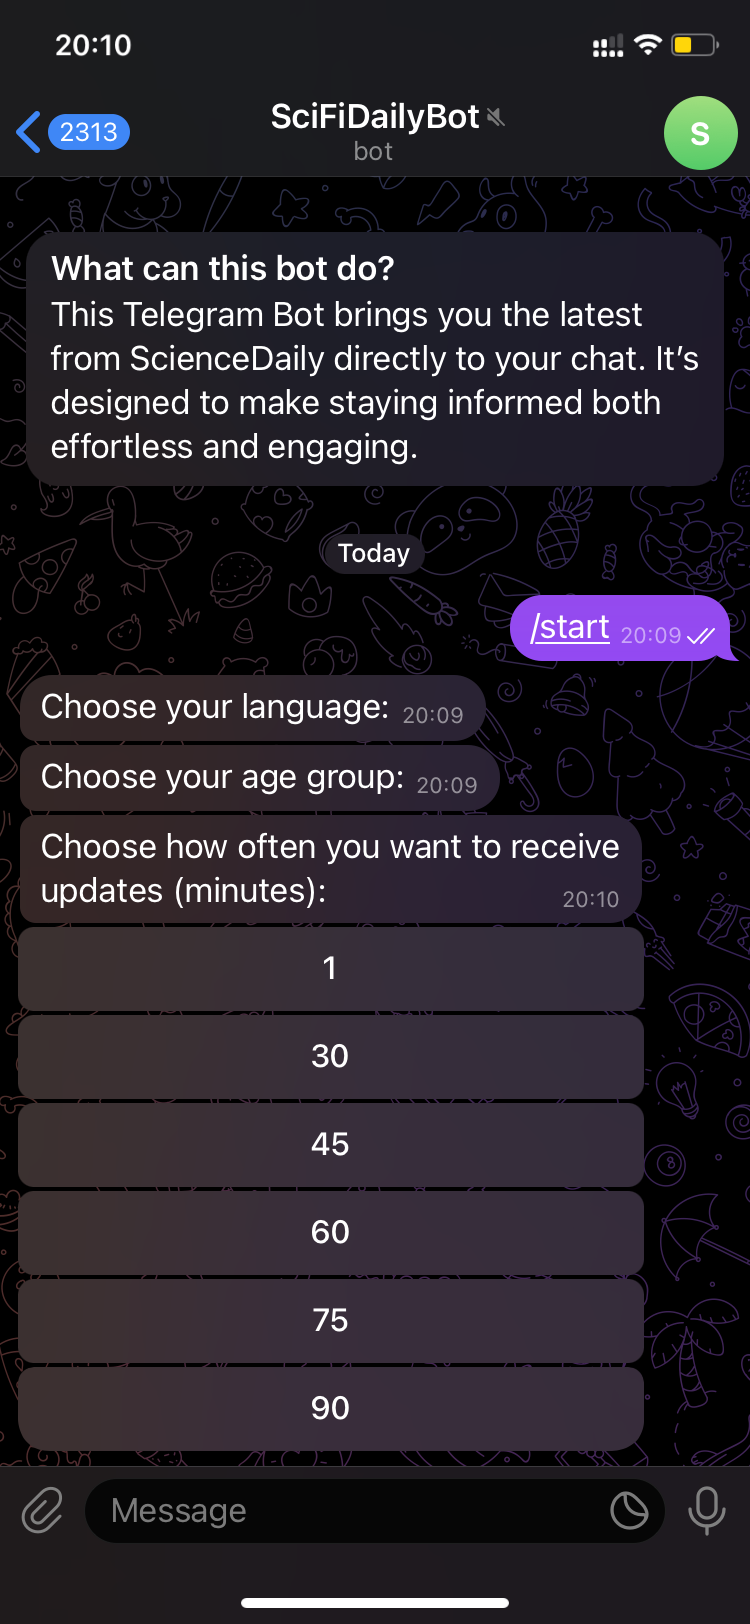 20:10
2313
SciFiDailyBot
bot
S
What can this bot do?
This Telegram Bot brings you the latest
from ScienceDaily directly to your chat. It’s
designed to make staying informed both
effortless and engaging.
Today
/start 20:09
Choose your language: 20:09
Choose your age group: 20:09
Choose how often you want to receive
updates (minutes): 20:10
1
30
45
60
75
90
Message